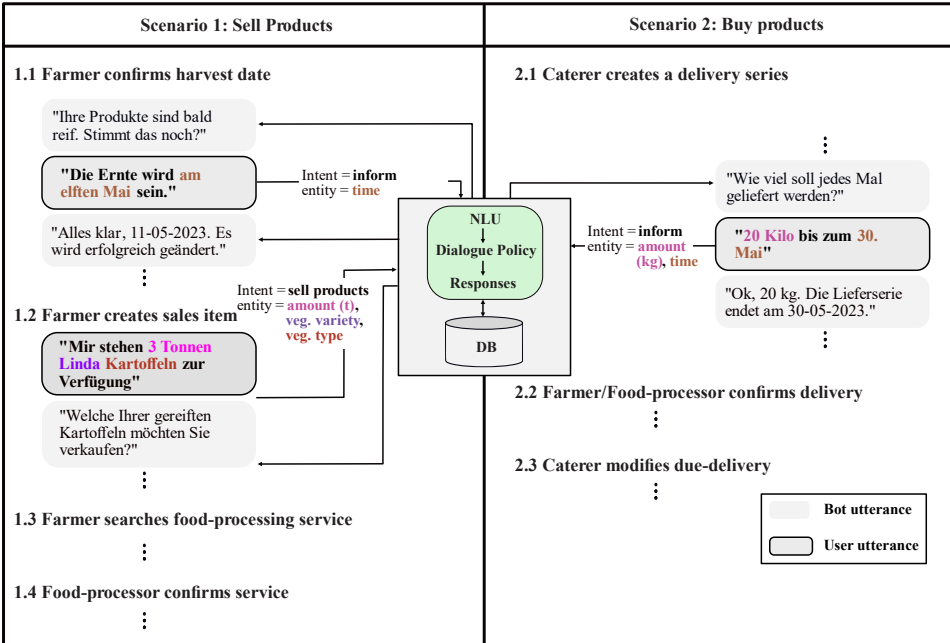 Scenario 1: Sell Products
Scenario 2: Buy products
1.1 Farmer confirms harvest date
"Ihre Produkte sind bald
reif. Stimmt das noch?"
"Die Ernte wird am
elften Mai sein."
Intent = inform
entity = time
"Alles klar, 11-05-2023. Es
wird erfolgreich geändert."
1.2 Farmer creates sales item
Intent = sell products
entity = amount (t),
veg. variety,
veg. type
"Mir stehen 3 Tonnen
Linda Kartoffeln zur
Verfügung"
"Welche Ihrer gereiften
Kartoffeln möchten Sie
verkaufen?"
1.3 Farmer searches food-processing service
1.4 Food-processor confirms service
NLU
Dialogue Policy
Responses
DB
2.1 Caterer creates a delivery series
"Wie viel soll jedes Mal
geliefert werden?"
Intent = inform
entity = amount
(kg), time
"20 Kilo bis zum 30.
Mai"
"Ok, 20 kg. Die Lieferserie
endet am 30-05-2023."
2.2 Farmer/Food-processor confirms delivery
2.3 Caterer modifies due-delivery
Bot utterance
User utterance